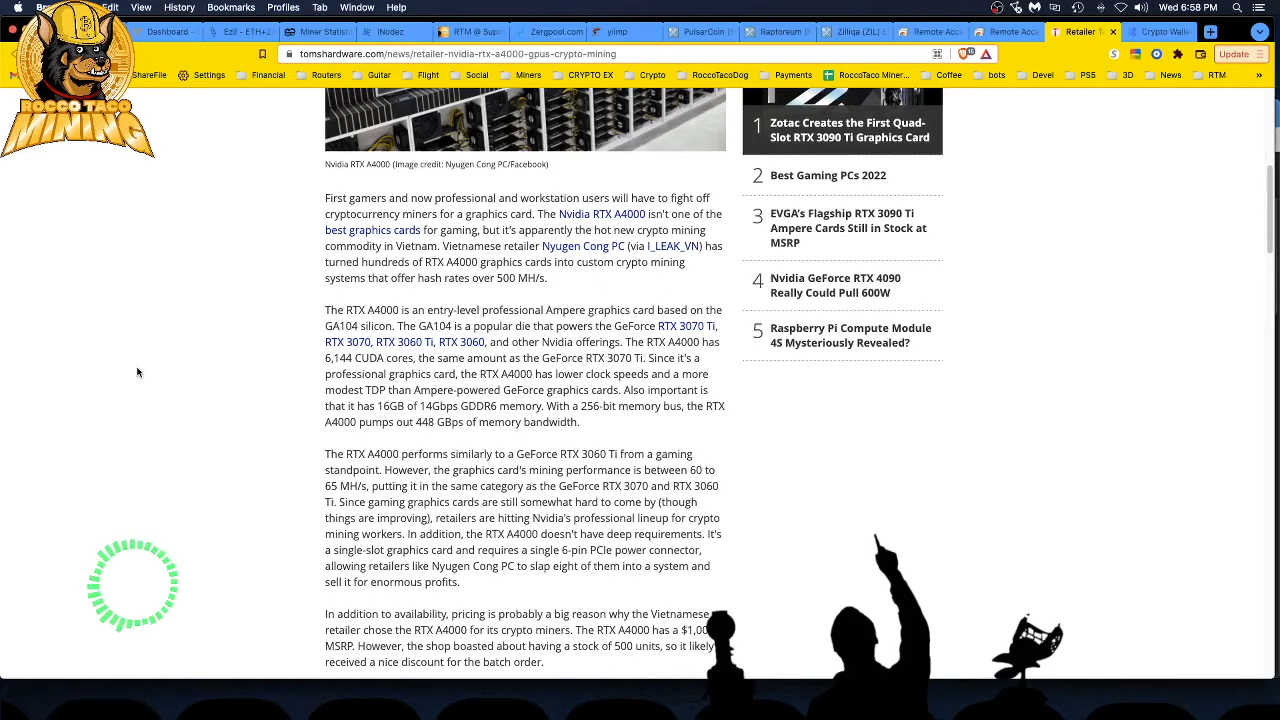 Edit View History Bookmarks Profiles Tab Window Help
Wed 6:58 PM
Dashboard - Ezil - ETH+Z Miner Statist iNodez RTM @ Supr Zergpool.com yiimp PulsarCoin ( Raptoreum ( Zilliqa (ZIL) E Remote Acce Remote Acce Retailer Ta Crypto Wallet
tomshardware.com/news/retailer-nvidia-rtx-a4000-gpus-crypto-mining
Update
ShareFile Settings Financial Routers Guitar Flight Social Miners CRYPTO EX Crypto RoccoTacoDog Payments RoccoTaco Miner... Coffee bots Devel PS5 3D News RTM »
ROCCO TACO
MINING
Nvidia RTX A4000 (Image credit: Nyugen Cong PC/Facebook)
First gamers and now professional and workstation users will have to fight off
cryptocurrency miners for a graphics card. The Nvidia RTX A4000 isn't one of the
best graphics cards for gaming, but it's apparently the hot new crypto mining
commodity in Vietnam. Vietnamese retailer Nyugen Cong PC (via I_LEAK_VN) has
turned hundreds of RTX A4000 graphics cards into custom crypto mining
systems that offer hash rates over 500 MH/s.
The RTX A4000 is an entry-level professional Ampere graphics card based on the
GA104 silicon. The GA104 is a popular die that powers the GeForce RTX 3070 Ti,
RTX 3070, RTX 3060 Ti, RTX 3060, and other Nvidia offerings. The RTX A4000 has
6,144 CUDA cores, the same amount as the GeForce RTX 3070 Ti. Since it's a
professional graphics card, the RTX A4000 has lower clock speeds and a more
modest TDP than Ampere-powered GeForce graphics cards. Also important is
that it has 16GB of 14Gbps GDDR6 memory. With a 256-bit memory bus, the RTX
A4000 pumps out 448 GBps of memory bandwidth.
The RTX A4000 performs similarly to a GeForce RTX 3060 Ti from a gaming
standpoint. However, the graphics card's mining performance is between 60 to
65 MH/s, putting it in the same category as the GeForce RTX 3070 and RTX 3060
Ti. Since gaming graphics cards are still somewhat hard to come by (though
things are improving), retailers are hitting Nvidia's professional lineup for crypto
mining workers. In addition, the RTX A4000 doesn't have deep requirements. It's
a single-slot graphics card and requires a single 6-pin PCIe power connector,
allowing retailers like Nyugen Cong PC to slap eight of them into a system and
sell it for enormous profits.
In addition to availability, pricing is probably a big reason why the Vietnamese
retailer chose the RTX A4000 for its crypto miners. The RTX A4000 has a $1,00
MSRP. However, the shop boasted about having a stock of 500 units, so it likely
received a nice discount for the batch order.
1 Zotac Creates the First Quad-
Slot RTX 3090 Ti Graphics Card
2 Best Gaming PCs 2022
3 EVGA's Flagship RTX 3090 Ti
Ampere Cards Still in Stock at
MSRP
4 Nvidia GeForce RTX 4090
Really Could Pull 600W
5 Raspberry Pi Compute Module
4S Mysteriously Revealed?